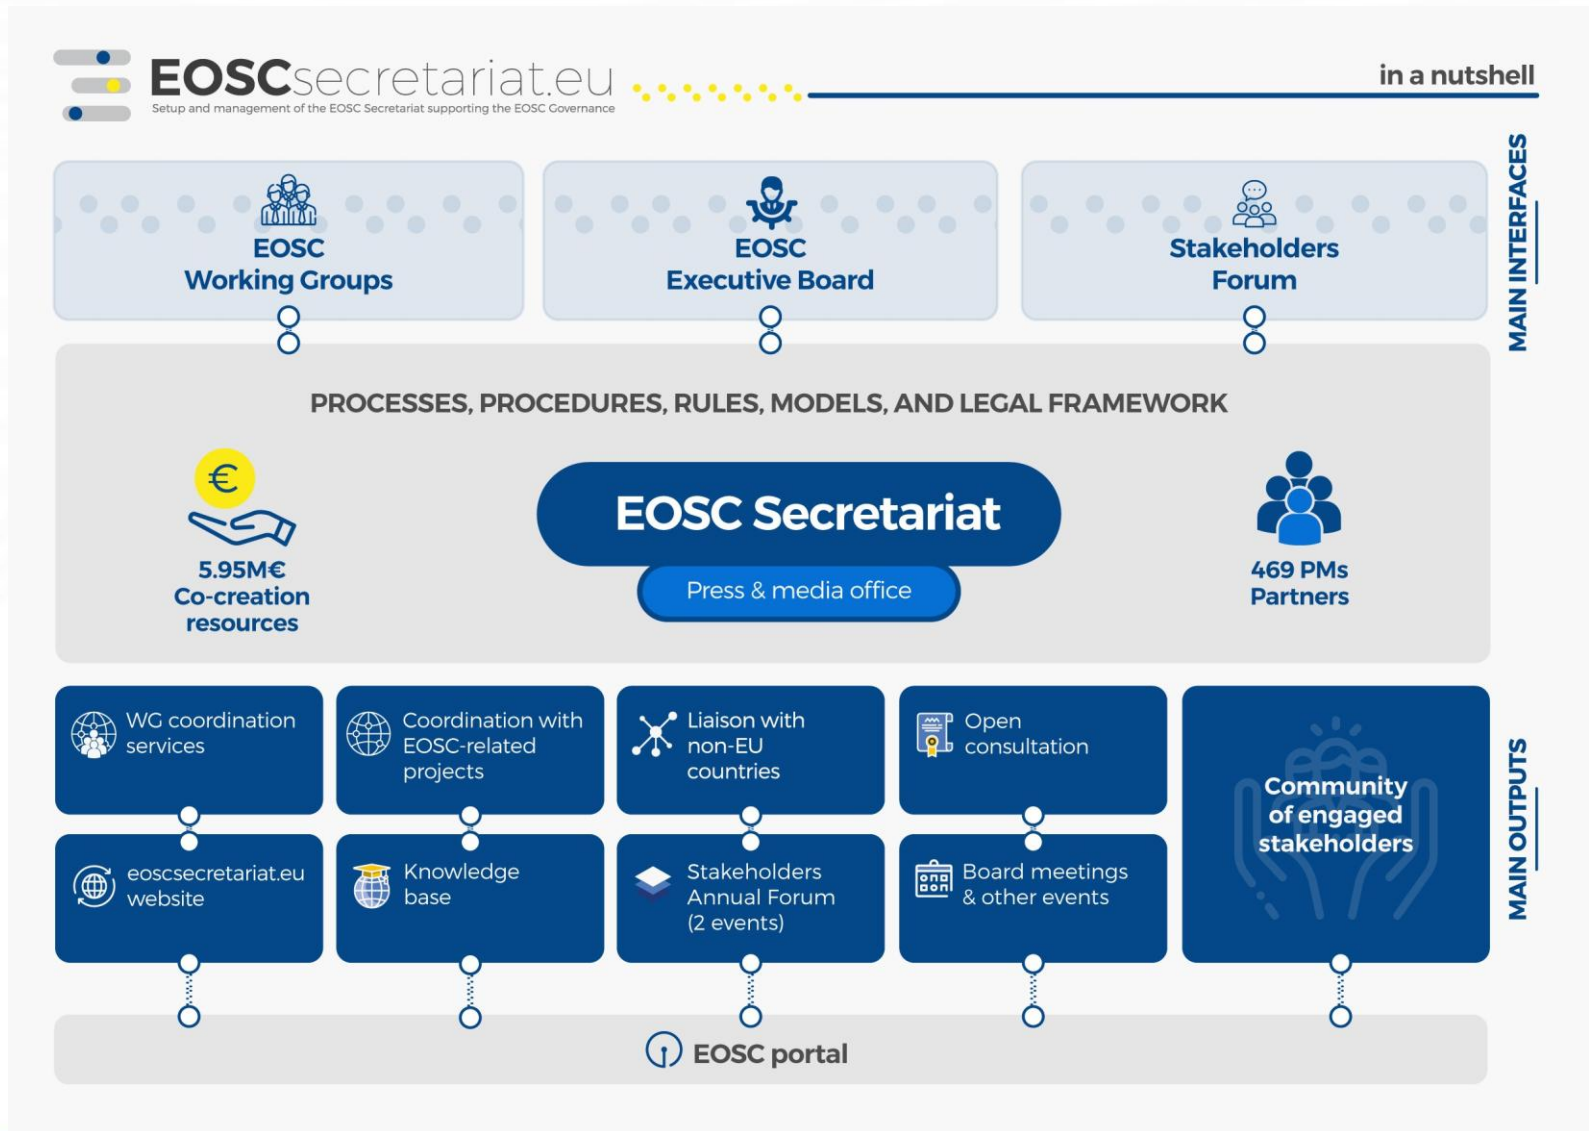 EOSCsecretariat.eu
Setup and management of the EOSC Secretariat supporting the EOSC Governance
in a nutshell
MAIN INTERFACES
EOSC
Working Groups
EOSC
Executive Board
Stakeholders
Forum
PROCESSES, PROCEDURES, RULES, MODELS, AND LEGAL FRAMEWORK
€
5.95M€
Co-creation
resources
EOSC Secretariat
Press & media office
469 PMs
Partners
WG coordination
services
Coordination with
EOSC-related
projects
Liaison with
non-EU
countries
Open
consultation
Community
of engaged
stakeholders
MAIN OUTPUTS
eoscsecretariat.eu
website
Knowledge
base
Stakeholders
Annual Forum
(2 events)
Board meetings
& other events
EOSC portal